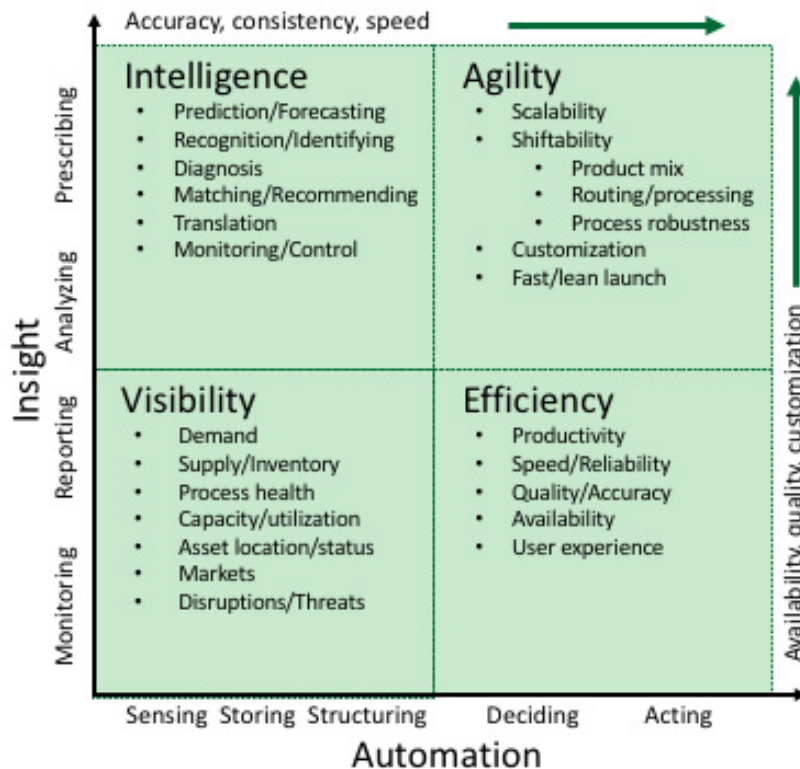 Accuracy, consistency, speed
Intelligence
• Prediction/Forecasting
• Recognition/Identifying
• Diagnosis
• Matching/Recommending
• Translation
• Monitoring/Control
Agility
• Scalability
• Shiftability
• Product mix
• Routing/processing
• Process robustness
• Customization
• Fast/lean launch
Visibility
• Demand
• Supply/Inventory
• Process health
• Capacity/utilization
• Asset location/status
• Markets
• Disruptions/Threats
Efficiency
• Productivity
• Speed/Reliability
• Quality/Accuracy
• Availability
• User experience
Insight
Prescribing
Analyzing
Reporting
Monitoring
Availability, quality, customization
Sensing Storing Structuring Deciding Acting
Automation